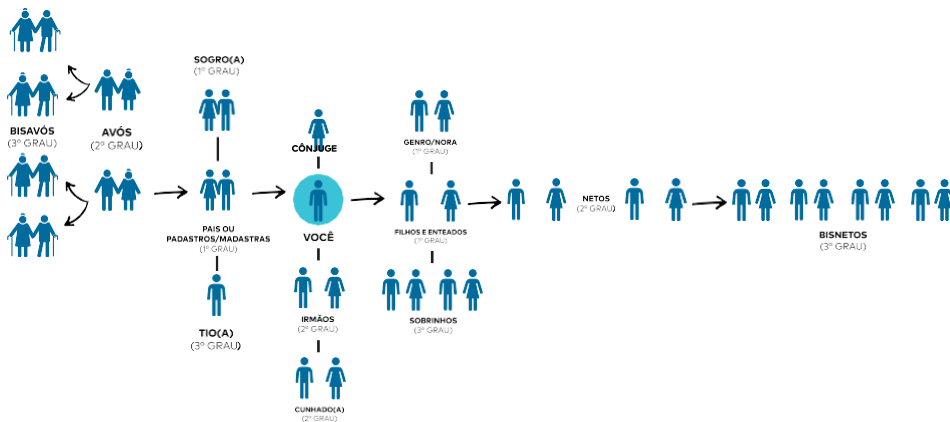 BISAVÓS
(3º GRAU)
AVÓS
(2º GRAU)
SOGRO(A)
(1º GRAU)
PAIS OU
PADASTROS/MADASTRAS
(1º GRAU)
TIO(A)
(3º GRAU)
CÔNJUGE
VOCÊ
IRMÃOS
(2º GRAU)
CUNHADO(A)
(2º GRAU)
GENRO/NORA
(1º GRAU)
FILHOS E ENTEADOS
(1º GRAU)
SOBRINHOS
(3º GRAU)
NETOS
(2º GRAU)
BISNETOS
(3º GRAU)